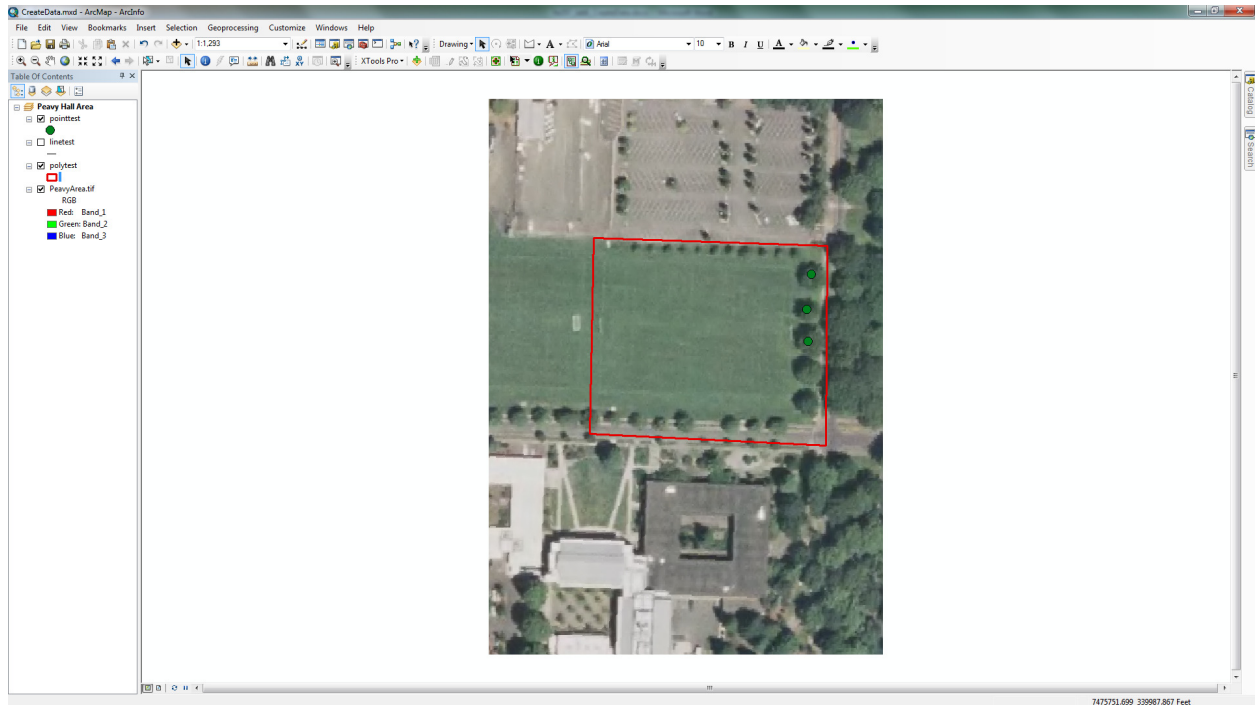 CreateData.mxd - ArcMap - ArcInfo
File Edit View Bookmarks Insert Selection Geoprocessing Customize Windows Help
1:1,293 Drawing Arial 10 B I U A
XTools Pro
Table Of Contents
Peavy Hall Area
pointtest
linetest
polytest
PeavyArea.tif
RGB
Red: Band_1
Green: Band_2
Blue: Band_3
Catalog
Search
7475751.699 339987.867 Feet